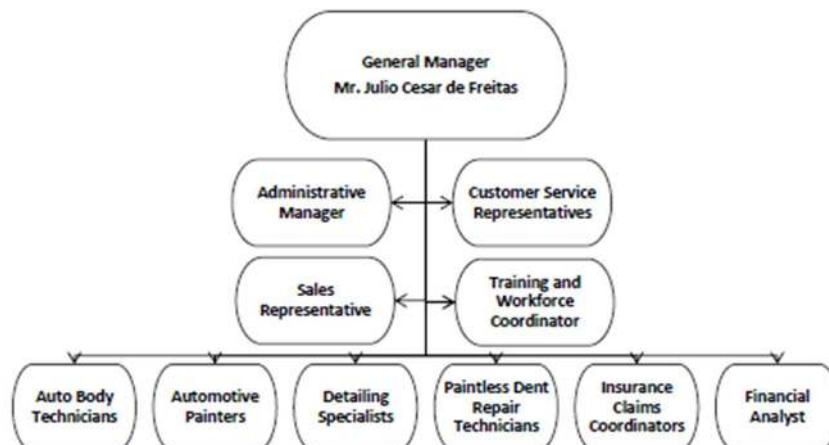 General Manager
Mr. Julio Cesar de Freitas
Administrative
Manager
Customer Service
Representatives
Sales
Representative
Training and
Workforce
Coordinator
Auto Body
Technicians
Automotive
Painters
Detailing
Specialists
Paintless Dent
Repair
Technicians
Insurance
Claims
Coordinators
Financial
Analyst